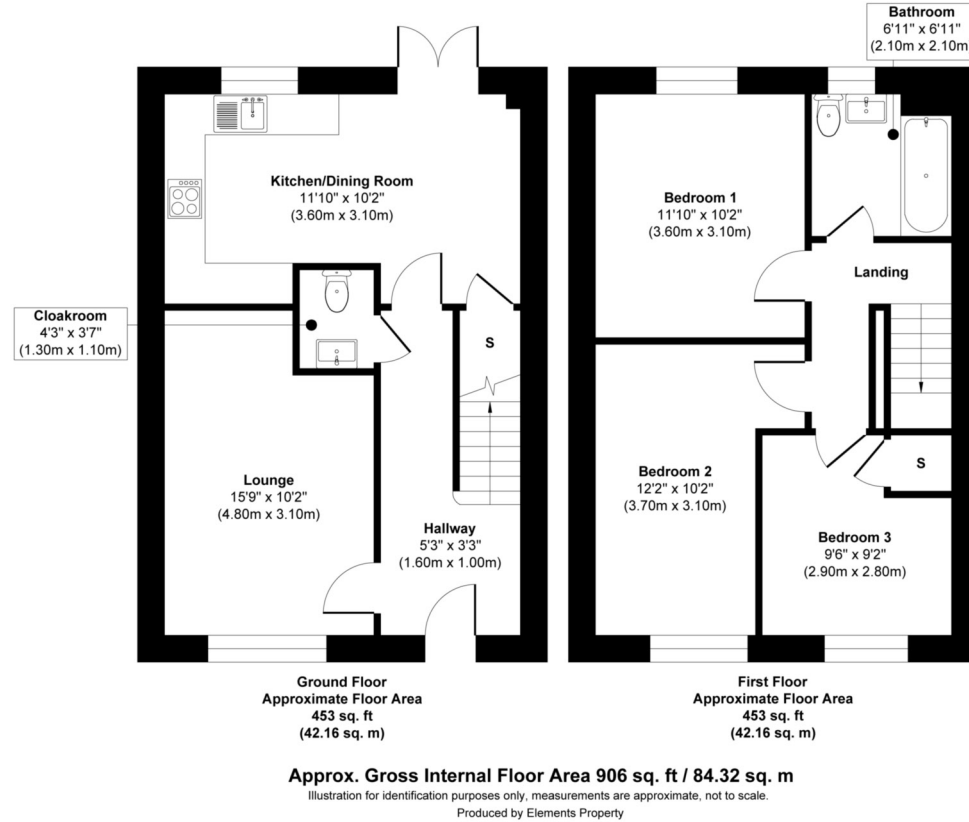 Bathroom
6'11" x 6'11"
(2.10m x 2.10m
Kitchen/Dining Room
11'10" x 10'2"
(3.60m x 3.10m)
Cloakroom
4'3" x 3'7"
(1.30m x 1.10m)
S
Lounge
15'9" x 10'2"
(4.80m x 3.10m)
Hallway
5'3" x 3'3"
(1.60m x 1.00m)
Bedroom 1
11'10" x 10'2"
(3.60m x 3.10m)
Landing
Bedroom 2
12'2" x 10'2"
(3.70m x 3.10m)
S
Bedroom 3
9'6" x 9'2"
(2.90m x 2.80m)
Ground Floor
Approximate Floor Area
453 sq. ft
(42.16 sq. m)
First Floor
Approximate Floor Area
453 sq. ft
(42.16 sq. m)
Approx. Gross Internal Floor Area 906 sq. ft / 84.32 sq. m
Illustration for identification purposes only, measurements are approximate, not to scale.
Produced by Elements Property